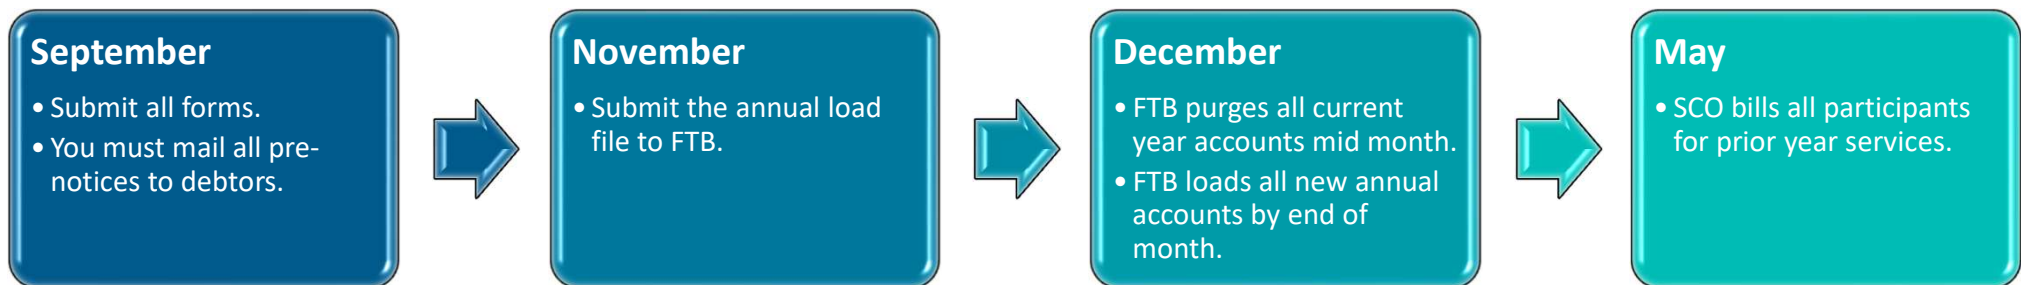 September
• Submit all forms.
• You must mail all pre-
notices to debtors.
November
• Submit the annual load
file to FTB.
December
• FTB purges all current
year accounts mid month.
• FTB loads all new annual
accounts by end of
month.
May
• SCO bills all participants
for prior year services.